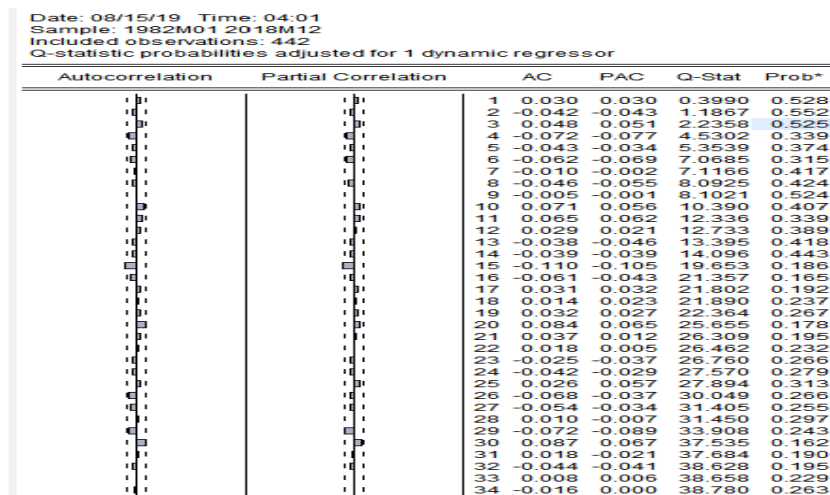 Date: 08/15/19 Time: 04:01
Sample: 1982M01 2018M12
Included observations: 442
Q-statistic probabilities adjusted for 1 dynamic regressor
Autocorrelation Partial Correlation AC PAC Q-Stat Prob*
1 0.030 0.030 0.3990 0.528
2 -0.042 -0.043 1.1867 0.552
3 0.048 0.051 2.2358 0.525
4 -0.072 -0.077 4.5302 0.339
5 -0.043 -0.034 5.3539 0.374
6 -0.062 -0.069 7.0685 0.315
7 -0.010 -0.002 7.1166 0.417
8 -0.046 -0.055 8.0925 0.424
9 -0.005 -0.001 8.1021 0.524
10 0.071 0.056 10.390 0.407
11 0.065 0.062 12.336 0.339
12 0.029 0.021 12.733 0.389
13 -0.038 -0.046 13.395 0.418
14 -0.039 -0.039 14.096 0.443
15 -0.110 -0.105 19.653 0.186
16 -0.061 -0.043 21.357 0.165
17 0.031 0.032 21.802 0.192
18 0.014 0.023 21.890 0.237
19 0.032 0.027 22.364 0.267
20 0.084 0.065 25.655 0.178
21 0.037 0.012 26.309 0.195
22 0.018 0.005 26.462 0.232
23 -0.025 -0.037 26.760 0.266
24 -0.042 -0.029 27.570 0.279
25 0.026 0.057 27.894 0.313
26 -0.068 -0.037 30.049 0.266
27 -0.054 -0.034 31.405 0.255
28 0.010 -0.007 31.450 0.297
29 -0.072 -0.089 33.908 0.243
30 0.087 0.067 37.535 0.162
31 0.018 -0.021 37.684 0.190
32 -0.044 -0.041 38.628 0.195
33 0.008 0.006 38.658 0.229
34 -0.016 0.000 38.780 0.263